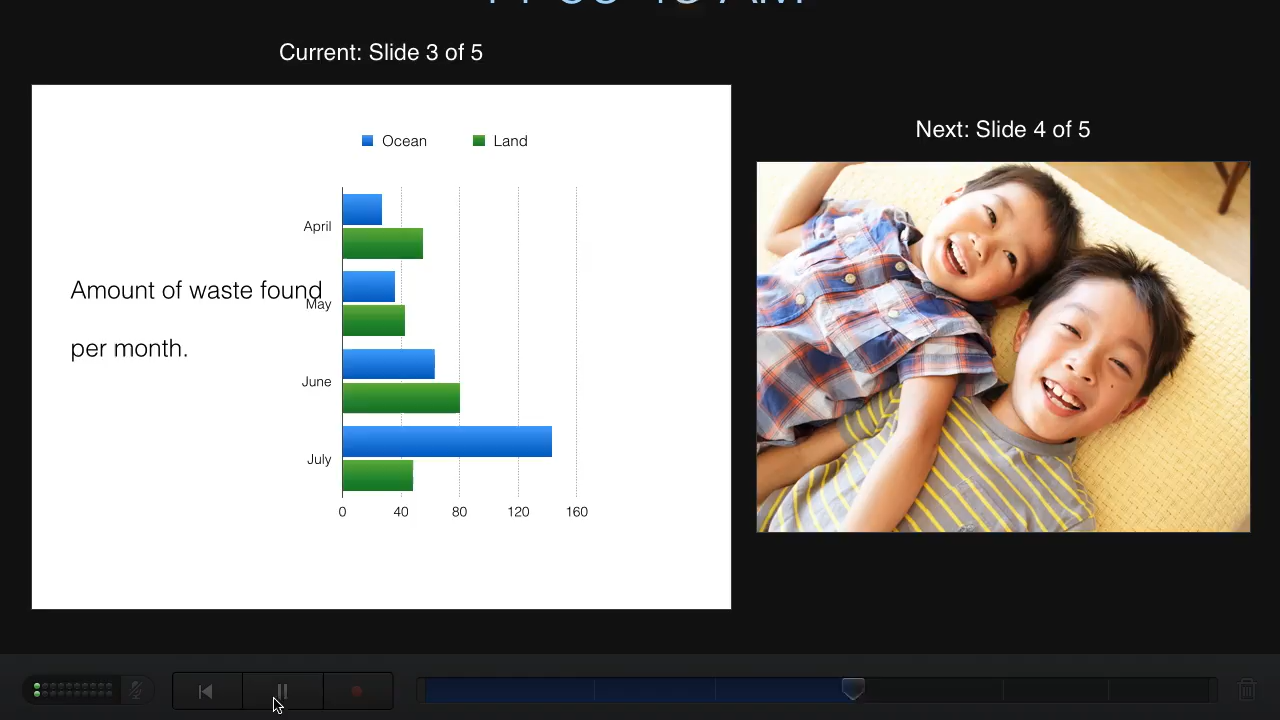 Current: Slide 3 of 5
Next: Slide 4 of 5
Ocean
Land
April
Amount of waste found
May
per month.
June
July
0 40 80 120 160